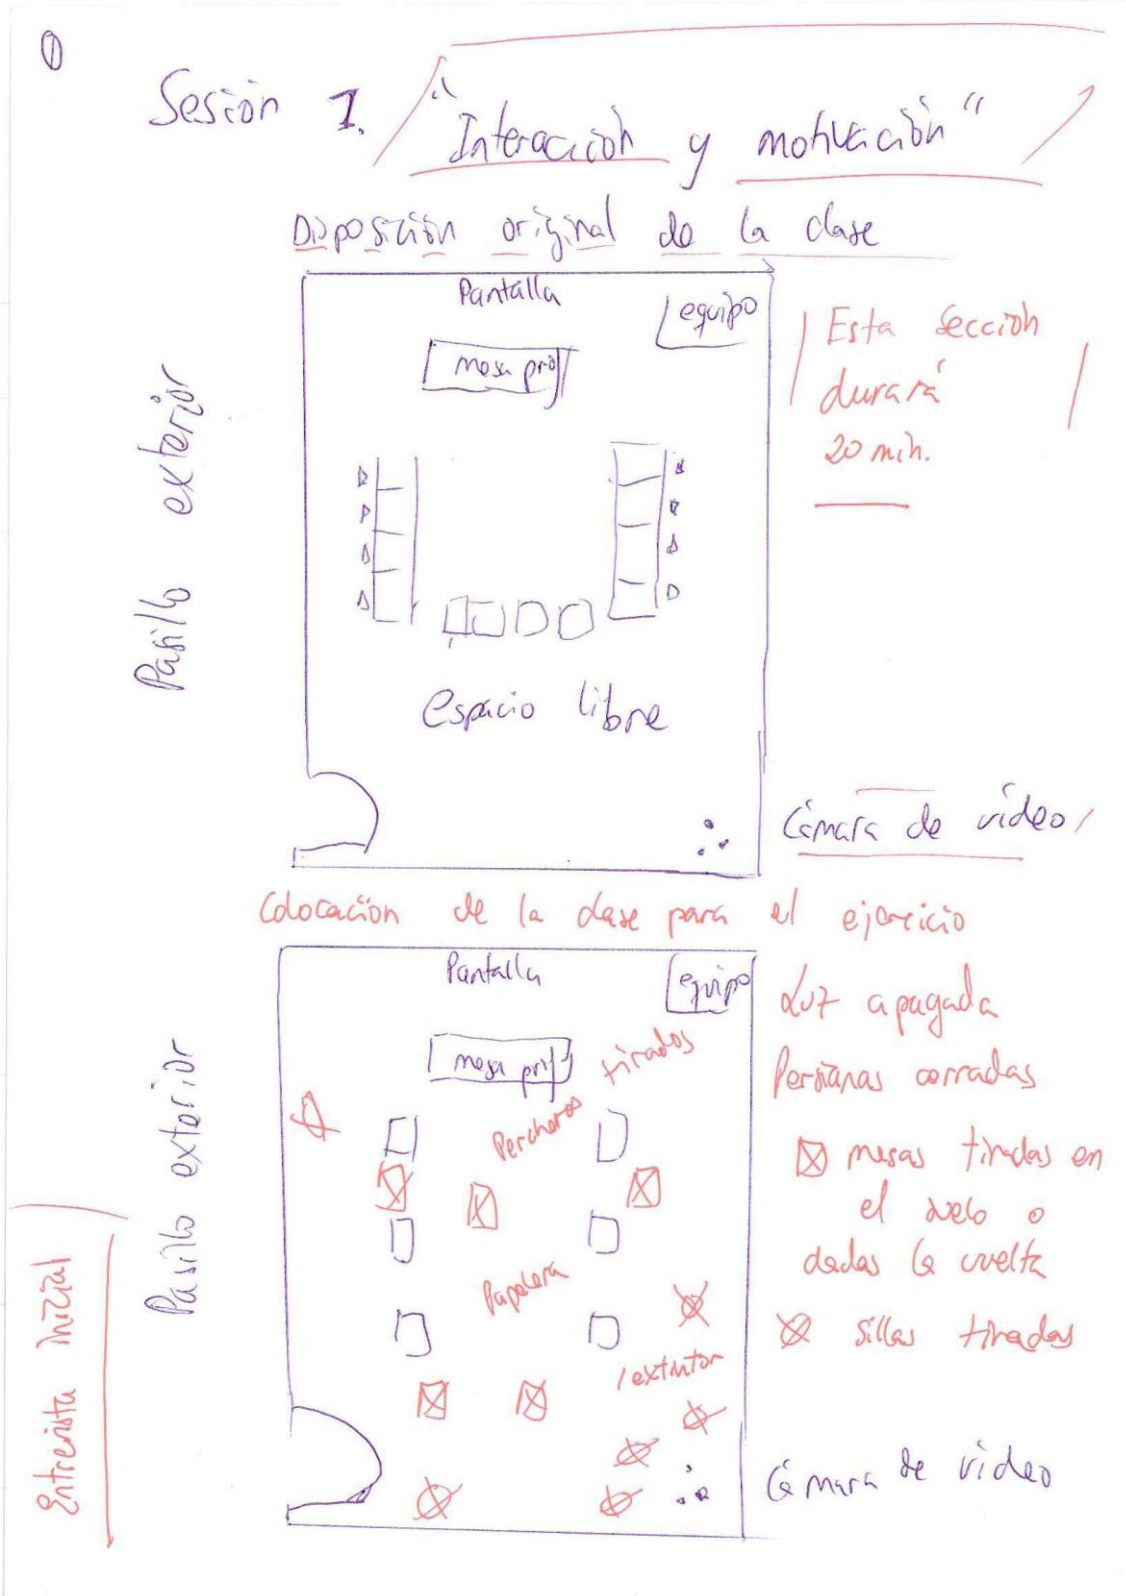 ①
Sesión 1. "Interacción y motivación"
Disposición original de la clase
Pantalla
equipo
mesa prof
Pasillo exterior
Esta sección
durará
20 min.
espacio libre
Cámara de vídeo
Colocación de la clase para el ejercicio
Pantalla
equipo
mesa prof
Percheros tirados
Papelera
extintor
Pasillo exterior
Entrevista inicial
Luz apagada
Persianas cerradas
mesas tiradas en
el suelo o
dadas la vuelta
sillas tiradas
Cámara de vídeo